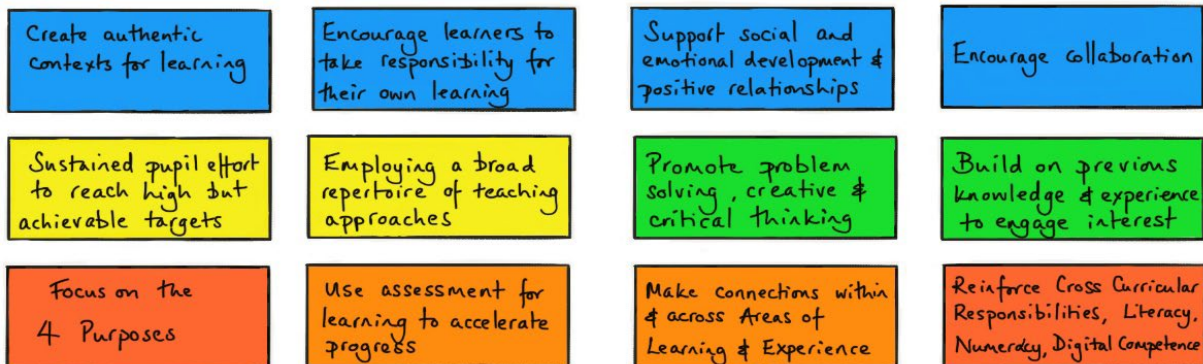 Create authentic
contexts for learning
Encourage learners to
take responsibility for
their own learning
Support social and
emotional development &
positive relationships
Encourage collaboration
Sustained pupil effort
to reach high but
achievable targets
Employing a broad
repertoire of teaching
approaches
Promote problem
solving, creative &
critical thinking
Build on previous
knowledge & experience
to engage interest
Focus on the
4 Purposes
Use assessment for
learning to accelerate
progress
Make connections within
& across Areas of
Learning & Experience
Reinforce Cross Curricular
Responsibilities, Literacy,
Numeracy, Digital Competence